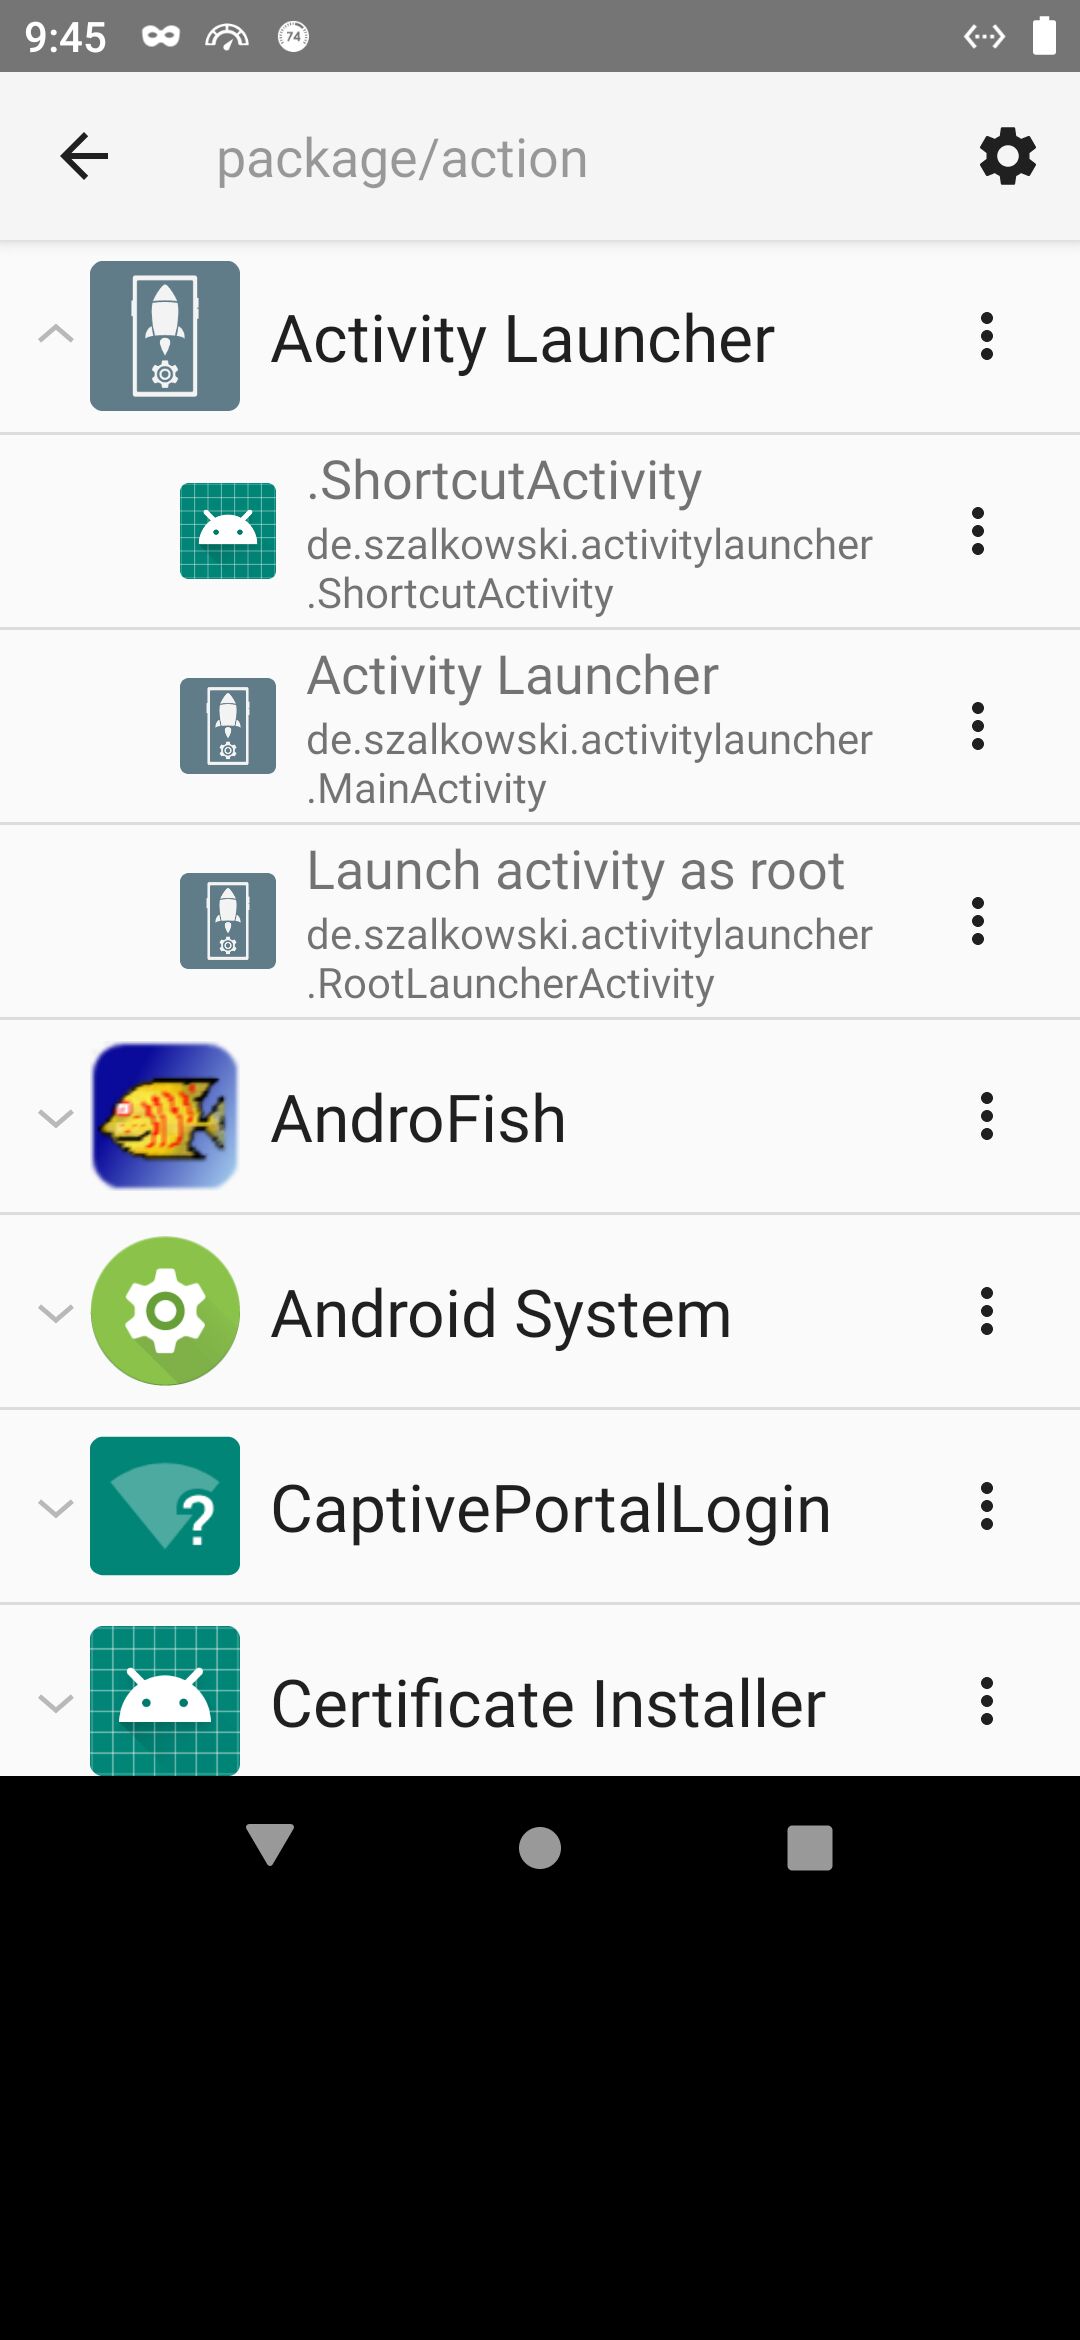 9:45
74
package/action
Activity Launcher
.ShortcutActivity
de.szalkowski.activitylauncher
.ShortcutActivity
Activity Launcher
de.szalkowski.activitylauncher
.MainActivity
Launch activity as root
de.szalkowski.activitylauncher
.RootLauncherActivity
AndroFish
Android System
CaptivePortalLogin
?
Certificate Installer